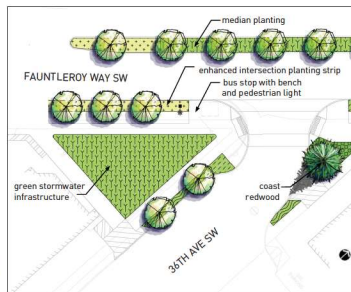 median planting
FAUNTLEROY WAY SW
enhanced intersection planting strip
bus stop with bench
and pedestrian light
green stormwater
infrastructure
coast
redwood
36TH AVE SW